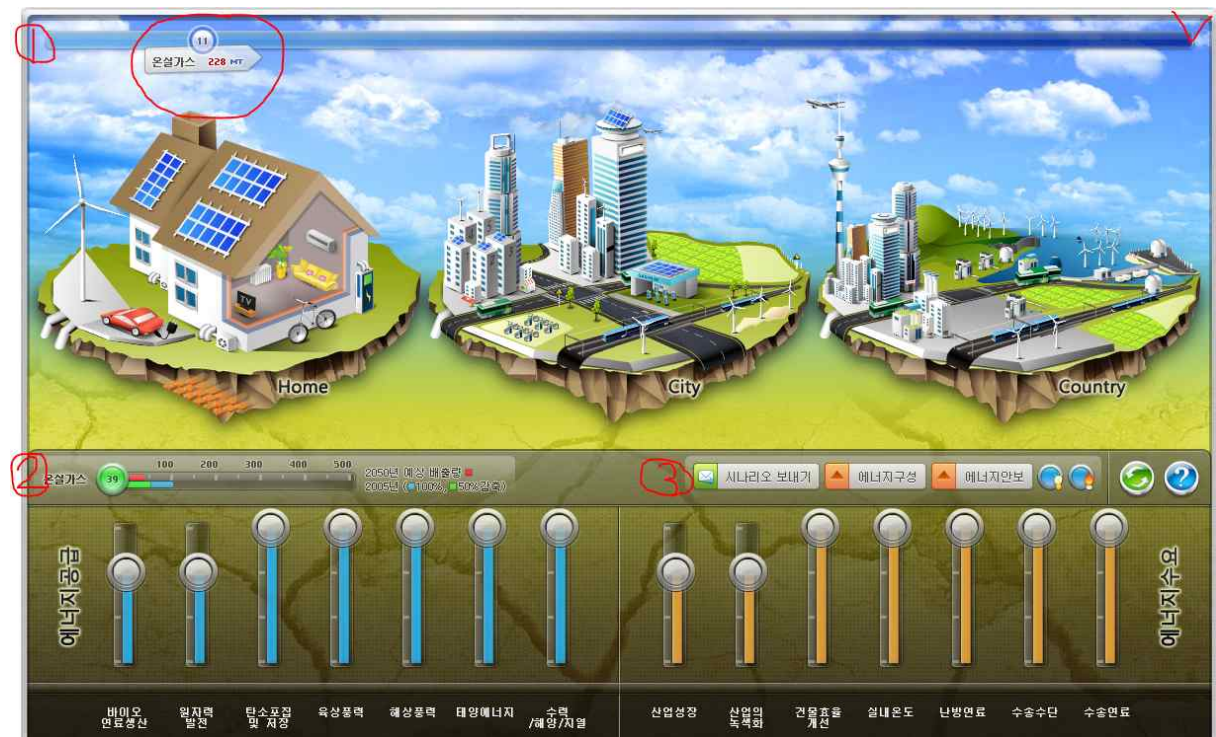 1
11
온실가스 228 MT
TV
Home
City
Country
2
온실가스
39
100 200 300 400 500
2050년 예상 배출량
2005년 (100%, 50%감축)
3
시나리오 보내기
에너지구성
에너지안보
?
에너지공급
바이오
연료생산
원자력
발전
탄소포집
및 저장
육상풍력
해상풍력
태양에너지
수력
/해양/지열
산업성장
산업의
녹색화
건물효율
개선
실내온도
난방연료
수송수단
수송연료
에너지수요